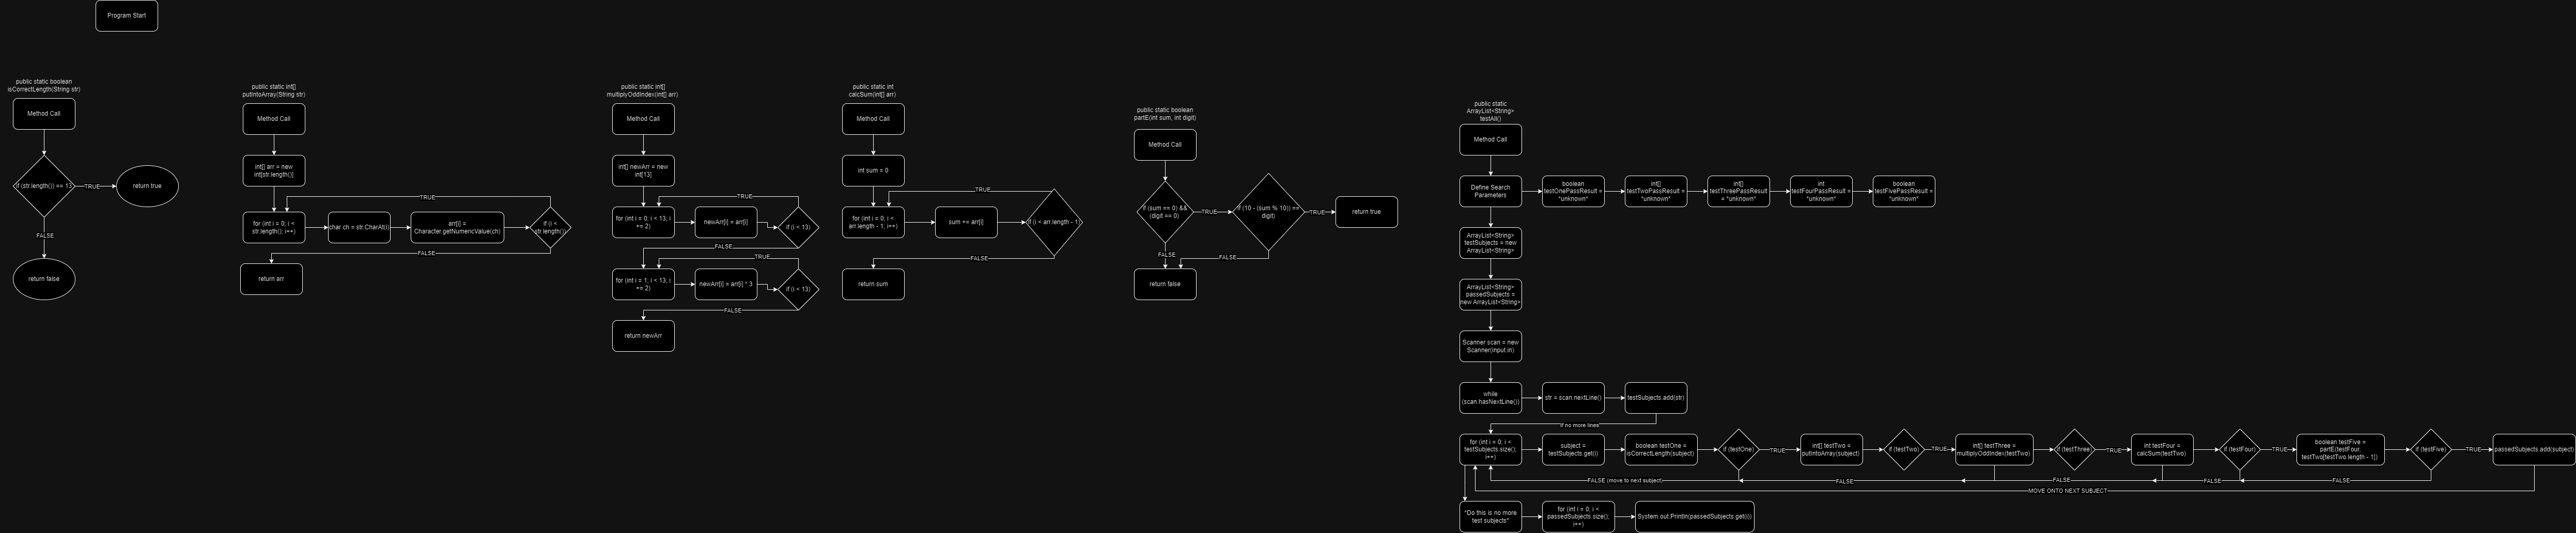 Program Start
public static boolean
isCorrectLength(String str)
Method Call
if (str.length()) == 13
TRUE
return true
FALSE
return false
public static int[]
putIntoArray(String str)
Method Call
int[] arr = new
int[str.length()]
for (int i = 0; i <
str.length(); i++)
char ch = str.CharAt(i)
arr[i] =
Character.getNumericValue(ch)
if (i <
str.length())
TRUE
FALSE
return arr
public static int[]
multiplyOddIndex(int[] arr)
Method Call
int[] newArr = new
int[13]
for (int i = 0; i < 13; i
+= 2)
newArr[i] = arr[i]
if (i < 13)
TRUE
FALSE
for (int i = 1; i < 13; i
+= 2)
newArr[i] = arr[i] * 3
if (i < 13)
TRUE
FALSE
return newArr
public static int
calcSum(int[] arr)
Method Call
int sum = 0
for (int i = 0; i <
arr.length - 1; i++)
sum += arr[i]
if (i < arr.length - 1)
TRUE
FALSE
return sum
public static boolean
partE(int sum, int digit)
Method Call
if (sum == 0) &&
(digit == 0)
TRUE
if (10 - (sum % 10)) ==
digit)
TRUE
return true
FALSE
FALSE
return false
public static
ArrayList<String>
testAll()
Method Call
Define Search
Parameters
boolean
testOnePassResult =
*unknown*
int[]
testTwoPassResult =
*unknown*
int[]
testThreePassResult
= *unknown*
int
testFourPassResult =
*unknown*
boolean
testFivePassResult =
*unknown*
ArrayList<String>
testSubjects = new
ArrayList<String>
ArrayList<String>
passedSubjects =
new ArrayList<String>
Scanner scan = new
Scanner(input.in)
while
(scan.hasNextLine())
str = scan.nextLine()
testSubjects.add(str)
If no more lines
for (int i = 0; i <
testSubjects.size();
i++)
subject =
testSubjects.get(i)
boolean testOne =
isCorrectLength(subject)
if (testOne)
TRUE
int[] testTwo =
putIntoArray(subject)
if (testTwo)
TRUE
int[] testThree =
multiplyOddIndex(testTwo)
if (testThree)
TRUE
int testFour =
calcSum(testTwo)
if (testFour)
TRUE
boolean testFive =
partE(testFour,
testTwo[testTwo.length - 1])
if (testFive)
TRUE
passedSubjects.add(subject)
FALSE (move to next subject)
FALSE
FALSE
FALSE
FALSE
MOVE ONTO NEXT SUBJECT
*Do this is no more
test subjects*
for (int i = 0; i <
passedSubjects.size();
i++)
System.out.Println(passedSubjects.get(i))